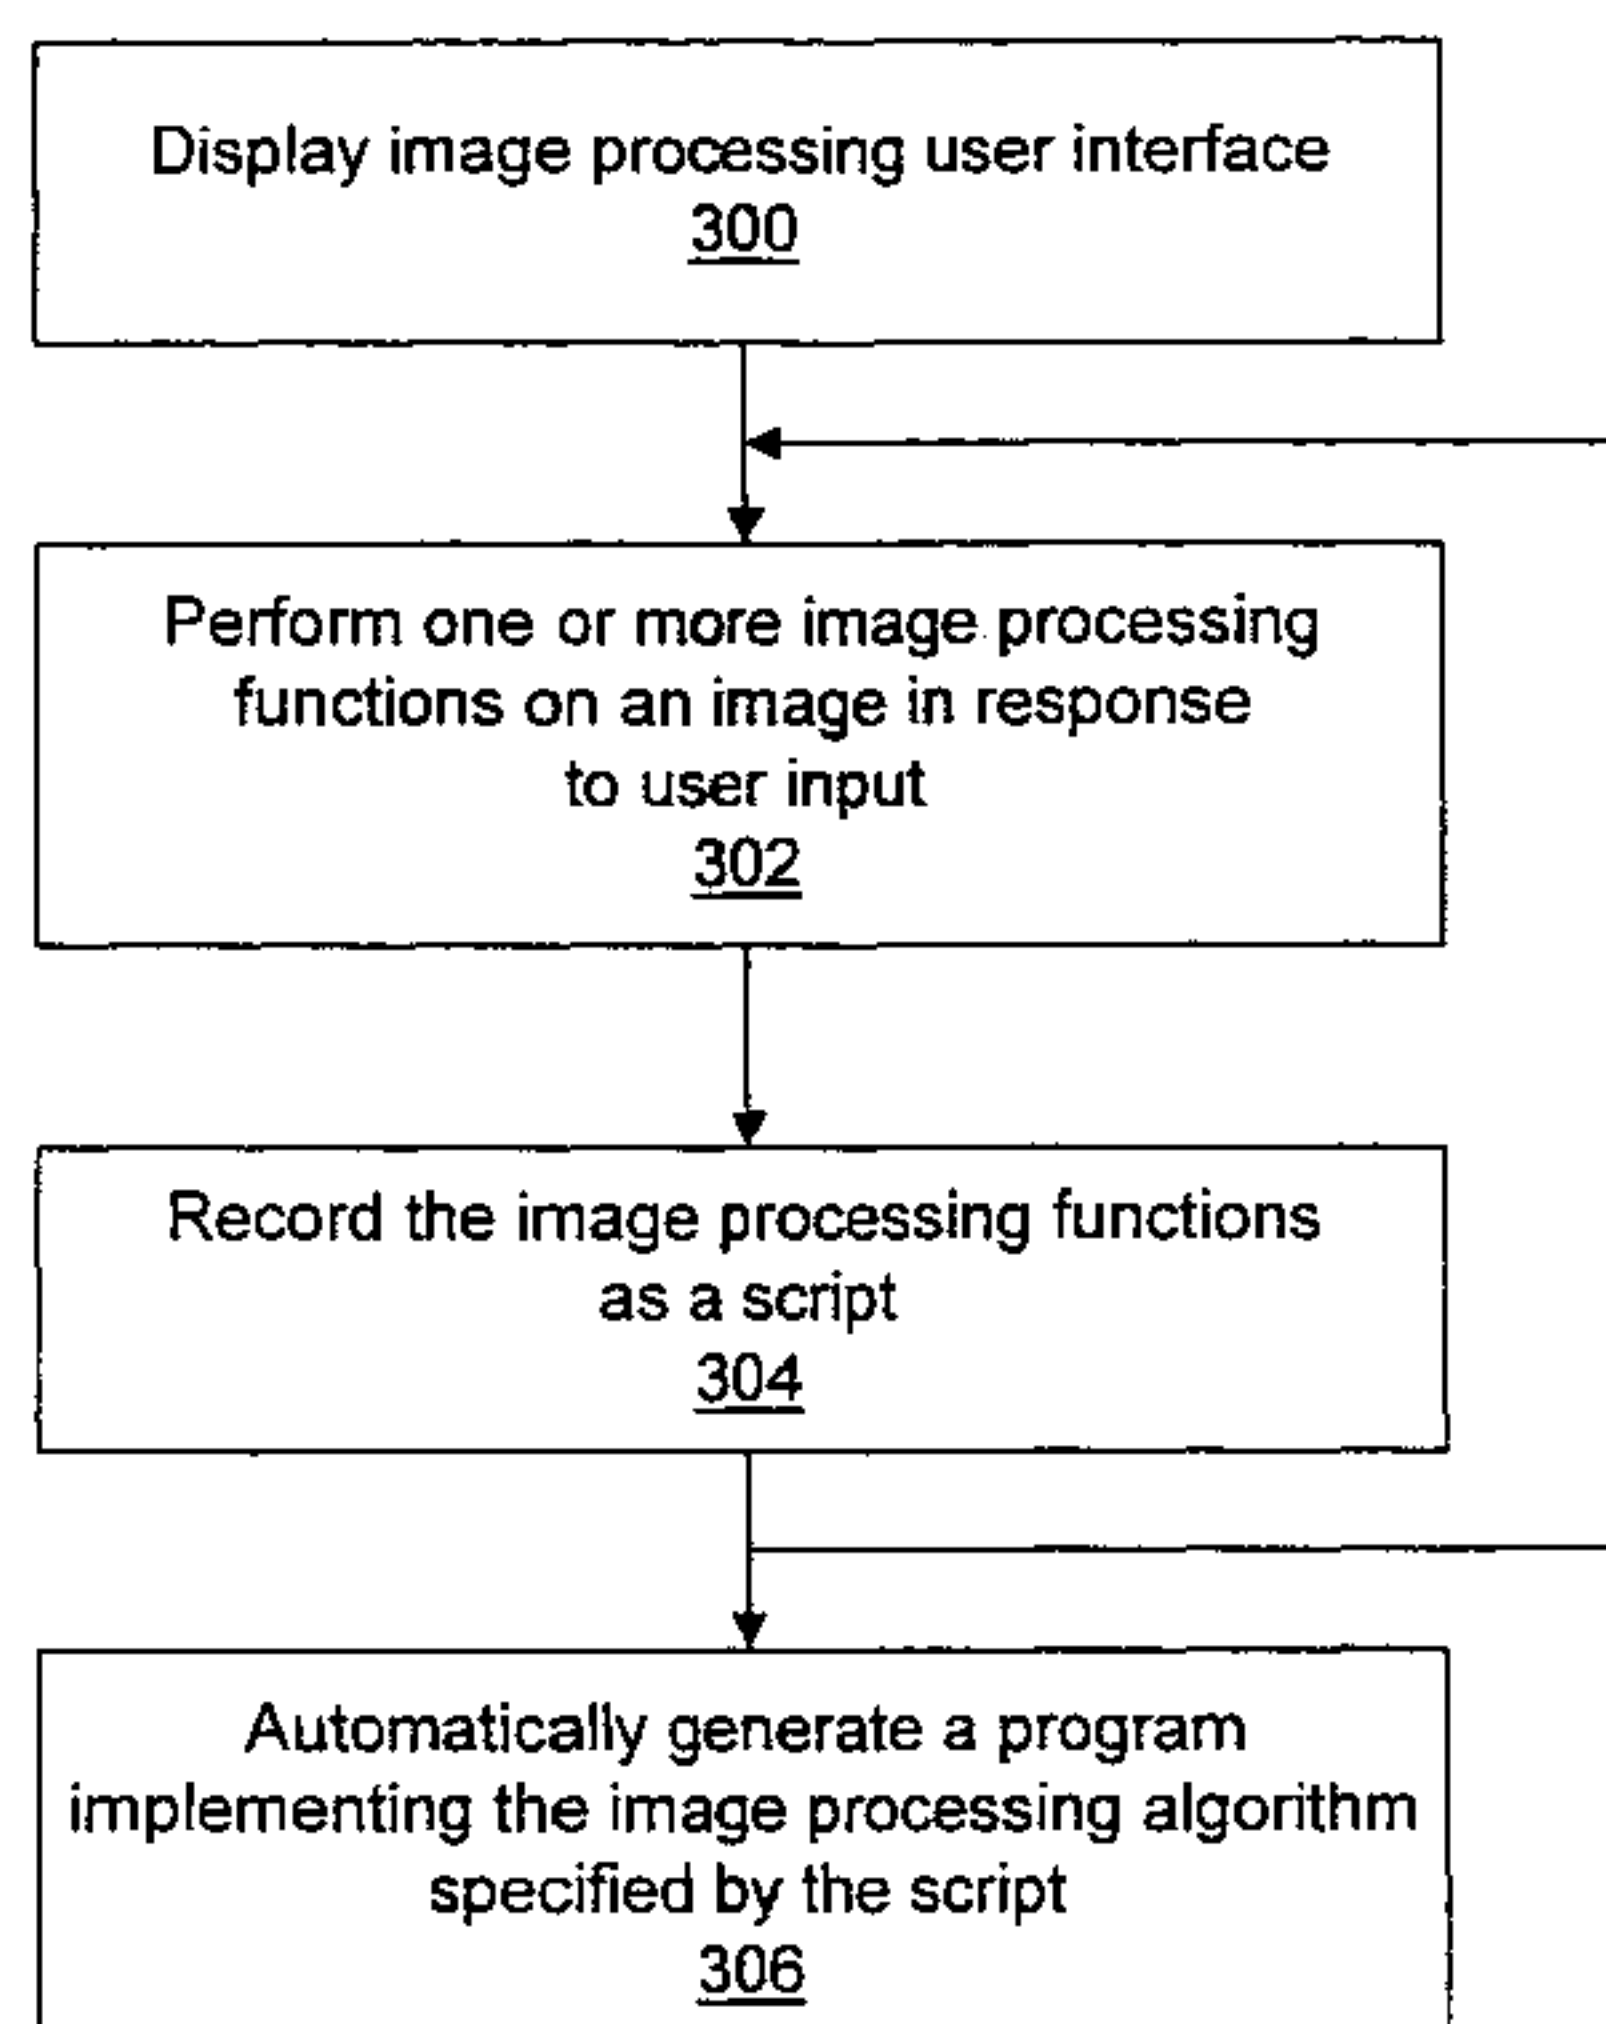 Display image processing user interface
300
Perform one or more image processing
functions on an image in response
to user input
302
Record the image processing functions
as a script
304
Automatically generate a program
implementing the image processing algorithm
specified by the script
306